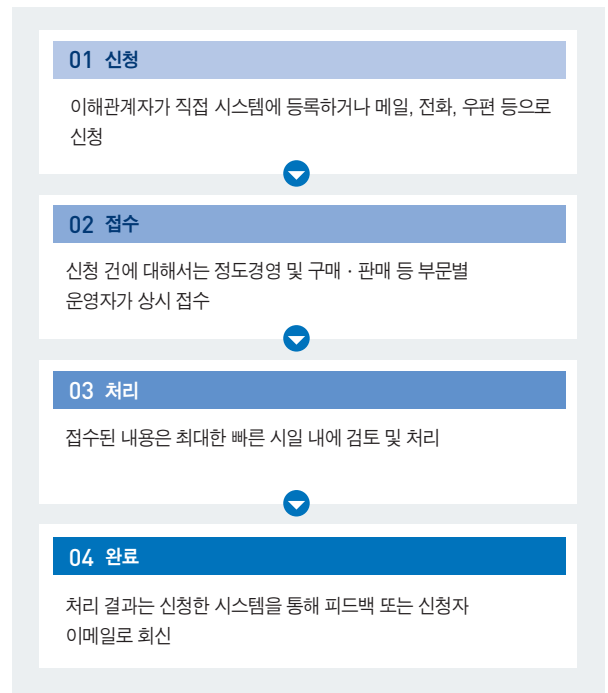 01 신청
이해관계자가 직접 시스템에 등록하거나 메일, 전화, 우편 등으로
신청
02 접수
신청 건에 대해서는 정도경영 및 구매 · 판매 등 부문별
운영자가 상시 접수
03 처리
접수된 내용은 최대한 빠른 시일 내에 검토 및 처리
04 완료
처리 결과는 신청한 시스템을 통해 피드백 또는 신청자
이메일로 회신